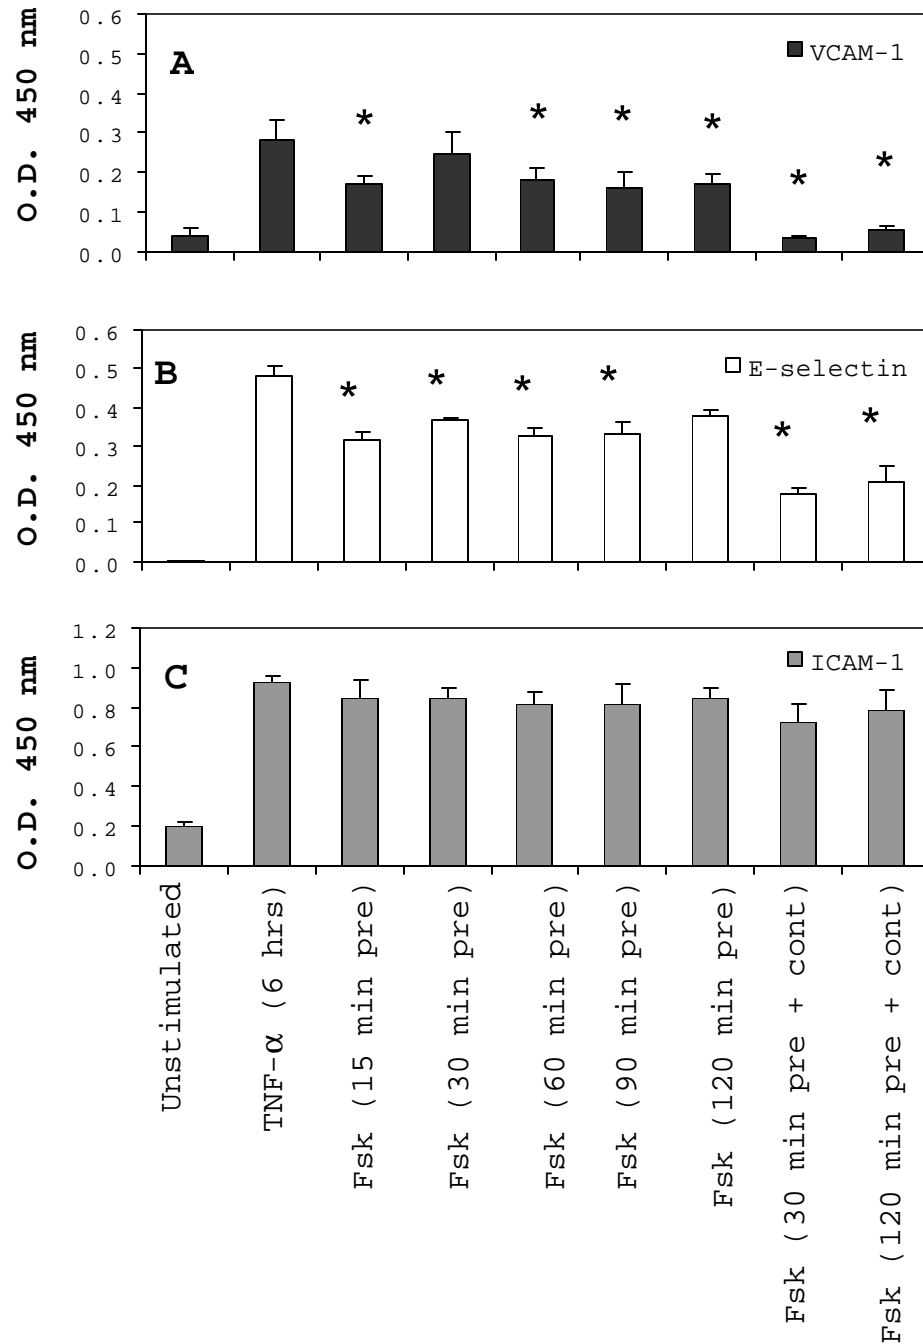 O.D. 450 nm
0.6
0.5
0.4
0.3
0.2
0.1
0.0
A
VCAM-1
* * * * * *
O.D. 450 nm
0.6
0.5
0.4
0.3
0.2
0.1
0.0
B
E-selectin
* * * * * *
O.D. 450 nm
1.2
1.0
0.8
0.6
0.4
0.2
0.0
C
ICAM-1
Unstimulated
TNF-α (6 hrs)
Fsk (15 min pre)
Fsk (30 min pre)
Fsk (60 min pre)
Fsk (90 min pre)
Fsk (120 min pre)
Fsk (30 min pre + cont)
Fsk (120 min pre + cont)